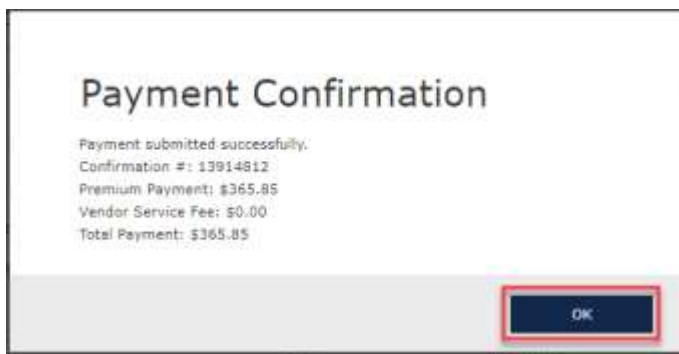 Payment Confirmation
Payment submitted successfully.
Confirmation #: 13914812
Premium Payment: $365.85
Vendor Service Fee: $0.00
Total Payment: $365.85
OK